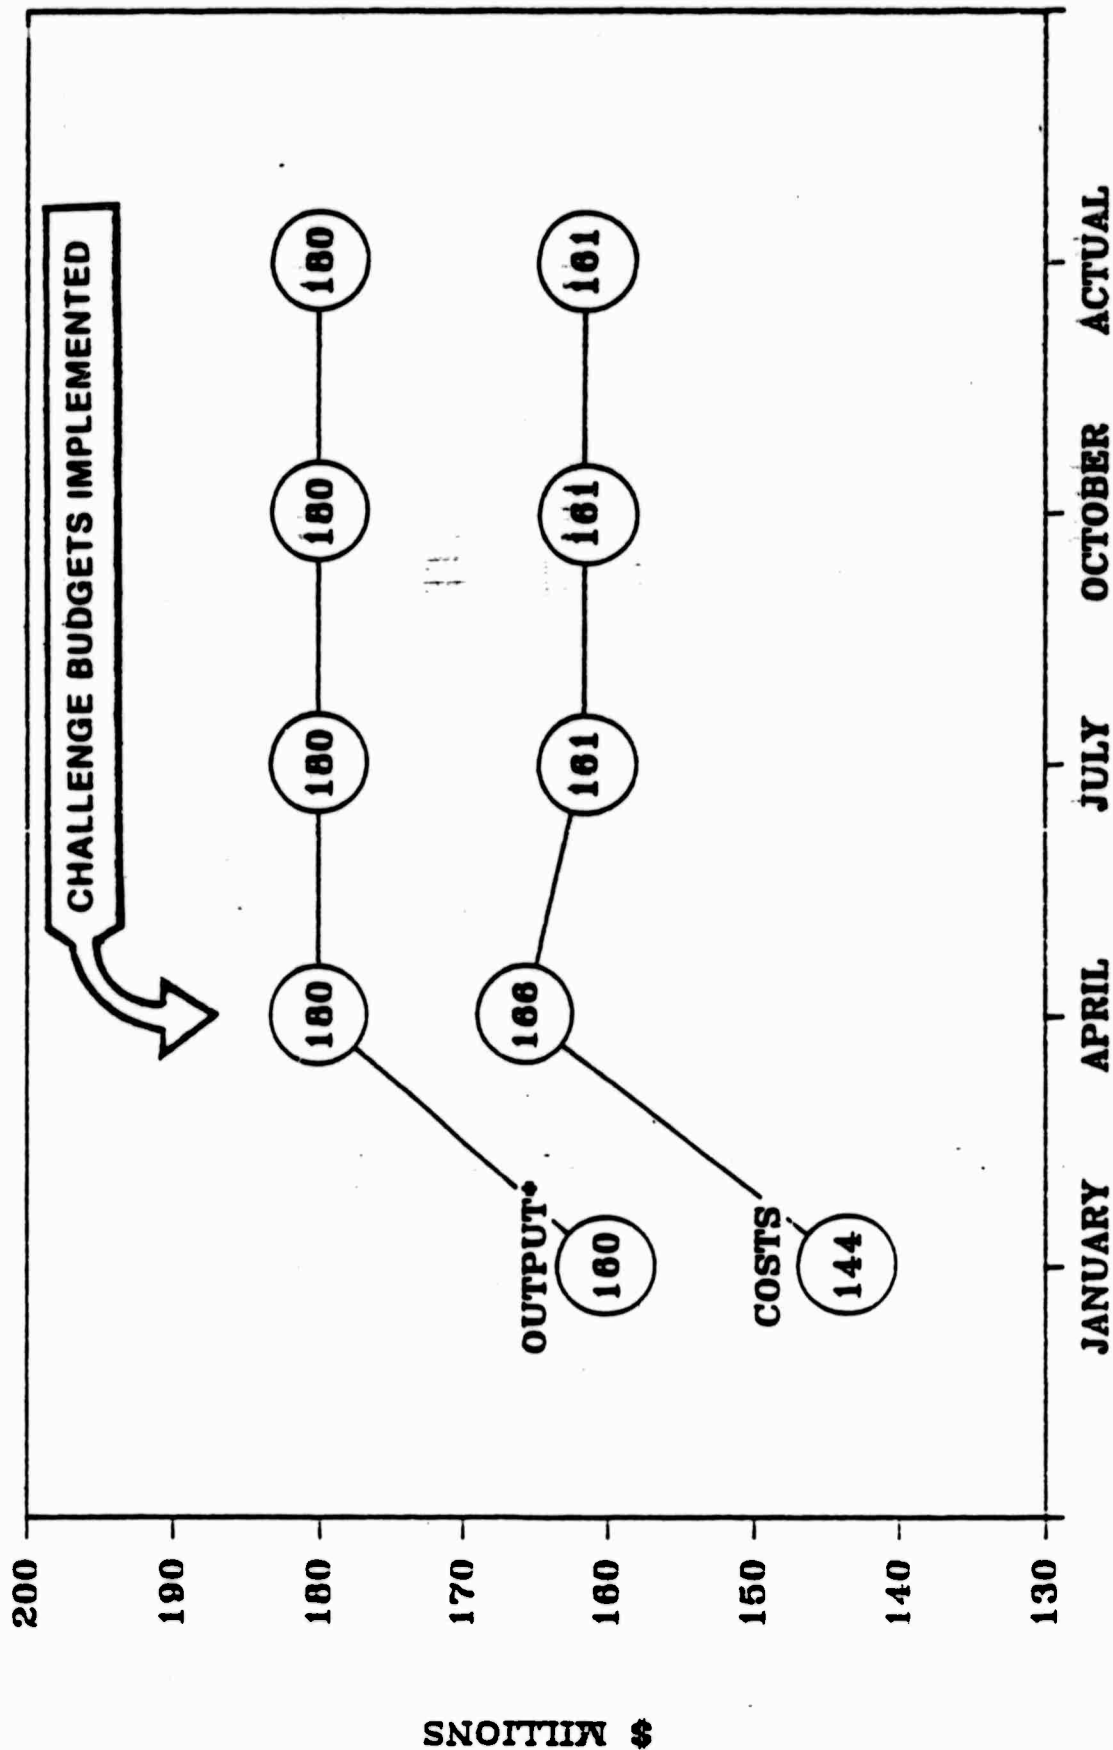 CHALLENGE BUDGETS IMPLEMENTED
200
190
180
170
160
150
140
130
$ MILLIONS
OUTPUT*
160
180
180
180
180
COSTS
144
166
161
161
161
JANUARY
APRIL
JULY
OCTOBER
ACTUAL